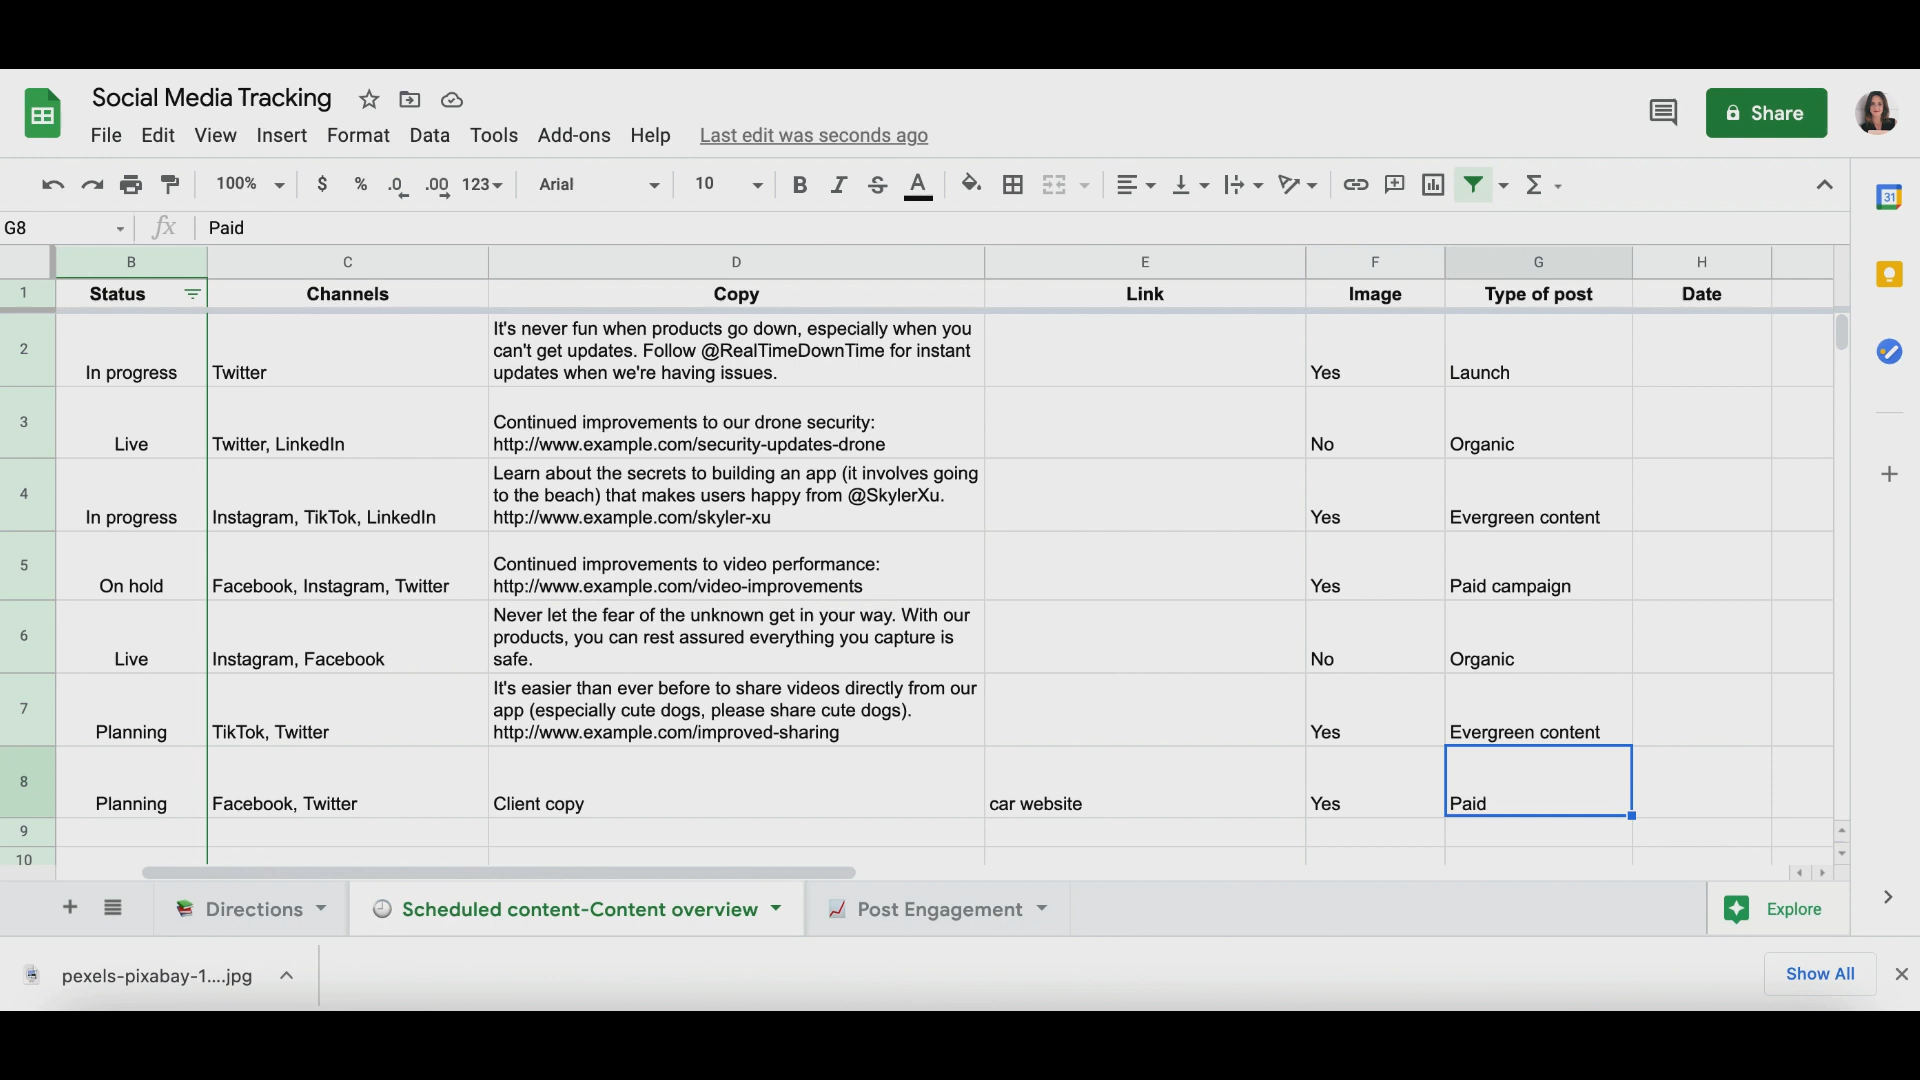 Social Media Tracking
File Edit View Insert Format Data Tools Add-ons Help Last edit was seconds ago
Share
100% $ % .0 .00 123 Arial 10 B I S A Σ
31
G8 fx Paid
B C D E F G H
1 Status Channels Copy Link Image Type of post Date
It's never fun when products go down, especially when you
can't get updates. Follow @RealTimeDownTime for instant
updates when we're having issues.
2 In progress Twitter Yes Launch
Continued improvements to our drone security:
http://www.example.com/security-updates-drone
3 Live Twitter, LinkedIn No Organic
Learn about the secrets to building an app (it involves going
to the beach) that makes users happy from @SkylerXu.
http://www.example.com/skyler-xu
4 In progress Instagram, TikTok, LinkedIn Yes Evergreen content
Continued improvements to video performance:
http://www.example.com/video-improvements
5 On hold Facebook, Instagram, Twitter Yes Paid campaign
Never let the fear of the unknown get in your way. With our
products, you can rest assured everything you capture is
safe.
6 Live Instagram, Facebook No Organic
It's easier than ever before to share videos directly from our
app (especially cute dogs, please share cute dogs).
http://www.example.com/improved-sharing
7 Planning TikTok, Twitter Yes Evergreen content
8 Planning Facebook, Twitter Client copy car website Yes Paid
9
10
Directions Scheduled content-Content overview Post Engagement Explore
pexels-pixabay-1....jpg Show All